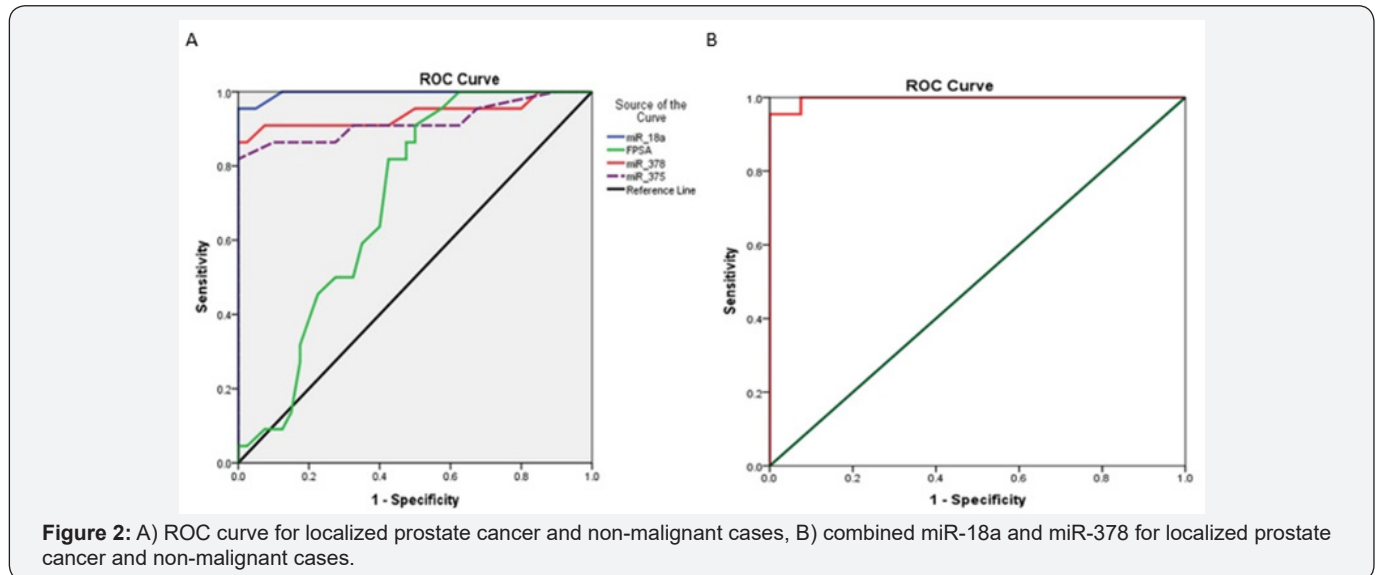 A
B
ROC Curve
Source of the
Curve
miR_18a
FPSA
miR_378
miR_375
Reference Line
1.0
0.8
0.6
0.4
0.2
0.0
Sensitivity
0.0 0.2 0.4 0.6 0.8 1.0
1 - Specificity
ROC Curve
1.0
0.8
0.6
0.4
0.2
0.0
Sensitivity
0.0 0.2 0.4 0.6 0.8 1.0
1 - Specificity
Figure 2: A) ROC curve for localized prostate cancer and non-malignant cases, B) combined miR-18a and miR-378 for localized prostate
cancer and non-malignant cases.